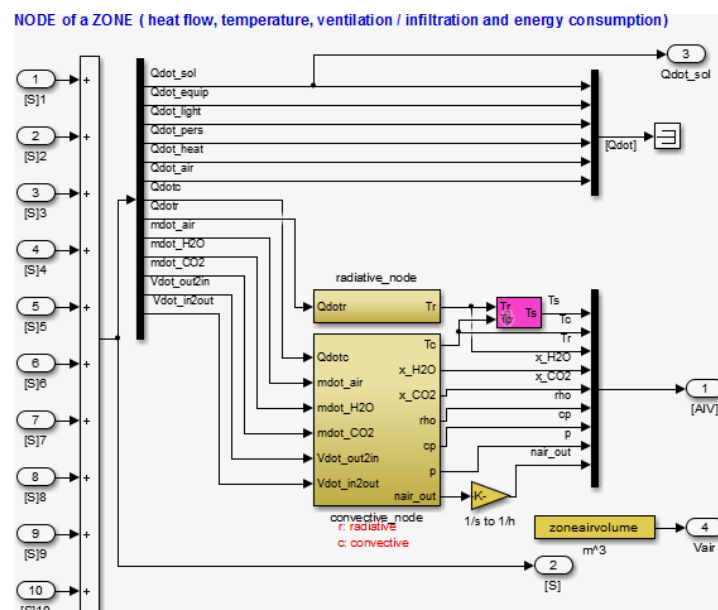 NODE of a ZONE ( heat flow, temperature, ventilation / infiltration and energy consumption)
1
[S]1
2
[S]2
3
[S]3
4
[S]4
5
[S]5
6
[S]6
7
[S]7
8
[S]8
9
[S]9
10
[S]10
+
+
+
+
+
+
+
+
+
+
Qdot_sol
Qdot_equip
Qdot_light
Qdot_pers
Qdot_heat
Qdot_air
Qdotc
Qdotr
mdot_air
mdot_H2O
mdot_CO2
Vdot_out2in
Vdot_in2out
3
Qdot_sol
[Qdot]
radiative_node
Qdotr
Tr
Qdotc
mdot_air
mdot_H2O
mdot_CO2
Vdot_out2in
Vdot_in2out
Tc
x_H2O
x_CO2
rho
cp
p
nair_out
convective_node
r: radiative
c: convective
Tr
Tc
Ts
Ts
Tc
Tr
x_H2O
x_CO2
rho
cp
p
nair_out
-K-
1/s to 1/h
1
[AIV]
zoneairvolume
m^3
4
Vair
2
[S]